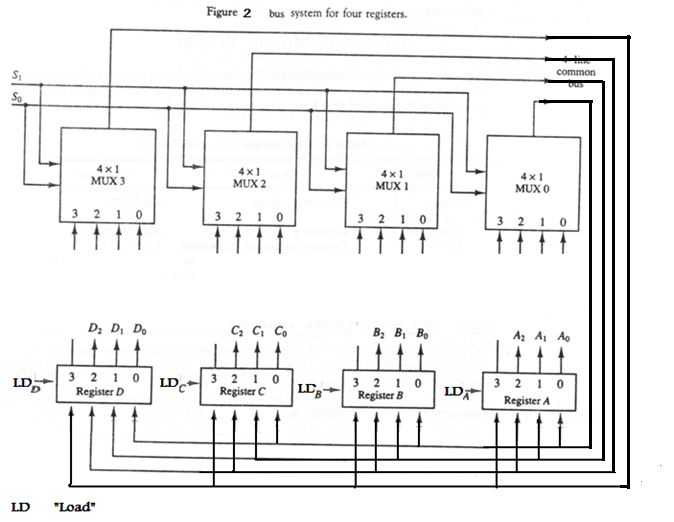 Figure 2 bus system for four registers.
4-line
common
bus
S1
S0
4 × 1
MUX 3
3 2 1 0
4 × 1
MUX 2
3 2 1 0
4 × 1
MUX 1
3 2 1 0
4 × 1
MUX 0
3 2 1 0
D2 D1 D0
C2 C1 C0
B2 B1 B0
A2 A1 A0
LDD
3 2 1 0
Register D
LDC
3 2 1 0
Register C
LDB
3 2 1 0
Register B
LDA
3 2 1 0
Register A
LD "Load"